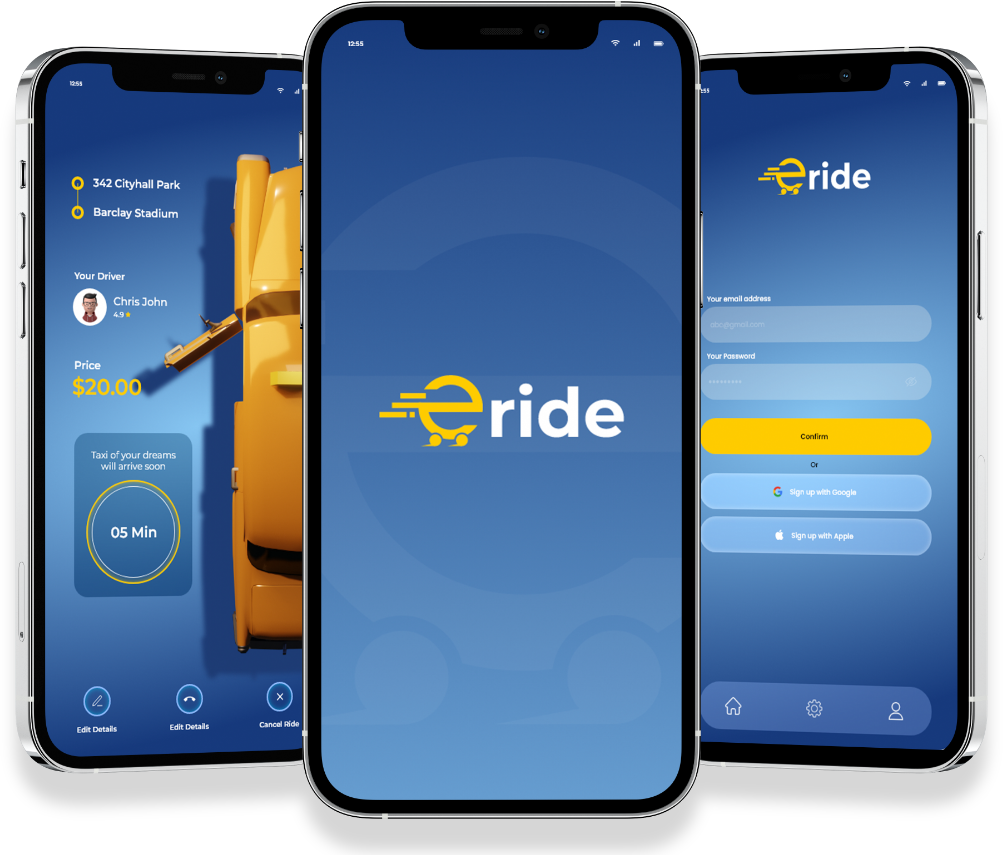 12:55
342 Cityhall Park
Barclay Stadium
Your Driver
Chris John
4.9
Price
$20.00
Taxi of your dreams
will arrive soon
05 Min
Edit Details
Edit Details
Cancel Ride
12:55
eride
:55
eride
Your email address
abc@gmail.com
Your Password
Confirm
Or
Sign up with Google
Sign up with Apple